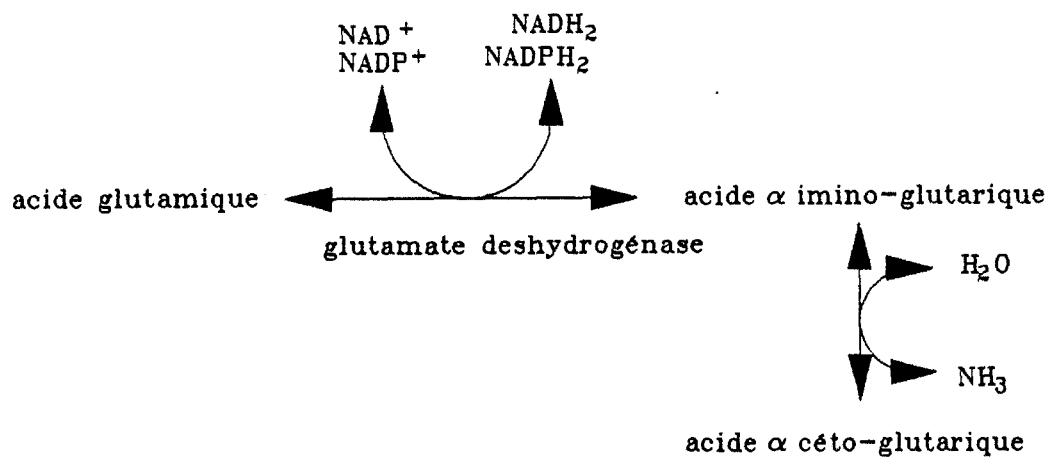 NAD+ NADH2
NADP+ NADPH2
acide glutamique acide α imino-glutarique
glutamate deshydrogénase
H2O
NH3
acide α céto-glutarique